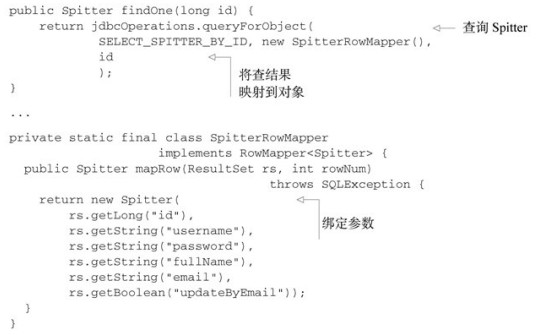 public Spitter findOne(long id) {
    return jdbcOperations.queryForObject(    查询 Spitter
            SELECT_SPITTER_BY_ID, new SpitterRowMapper(),
            id
            );    将查结果
}    映射到对象
...
private static final class SpitterRowMapper
                    implements RowMapper<Spitter> {
  public Spitter mapRow(ResultSet rs, int rowNum)
                                  throws SQLException {
    return new Spitter(
        rs.getLong("id"),    绑定参数
        rs.getString("username"),
        rs.getString("password"),
        rs.getString("fullName"),
        rs.getString("email"),
        rs.getBoolean("updateByEmail"));
  }
}